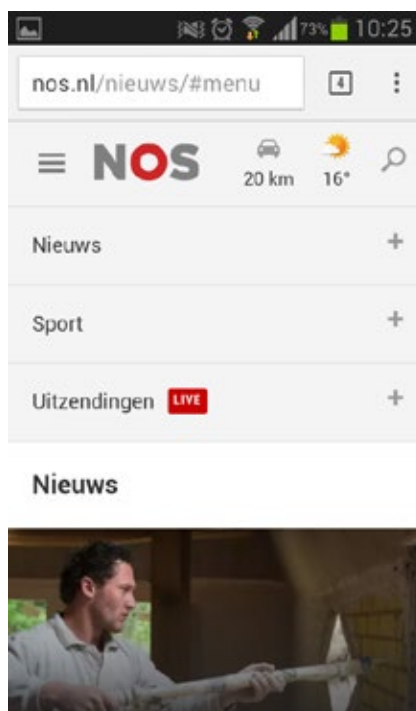 73% 10:25
nos.nl/nieuws/#menu 4
NOS 20 km 16°
Nieuws +
Sport +
Uitzendingen LIVE +
Nieuws